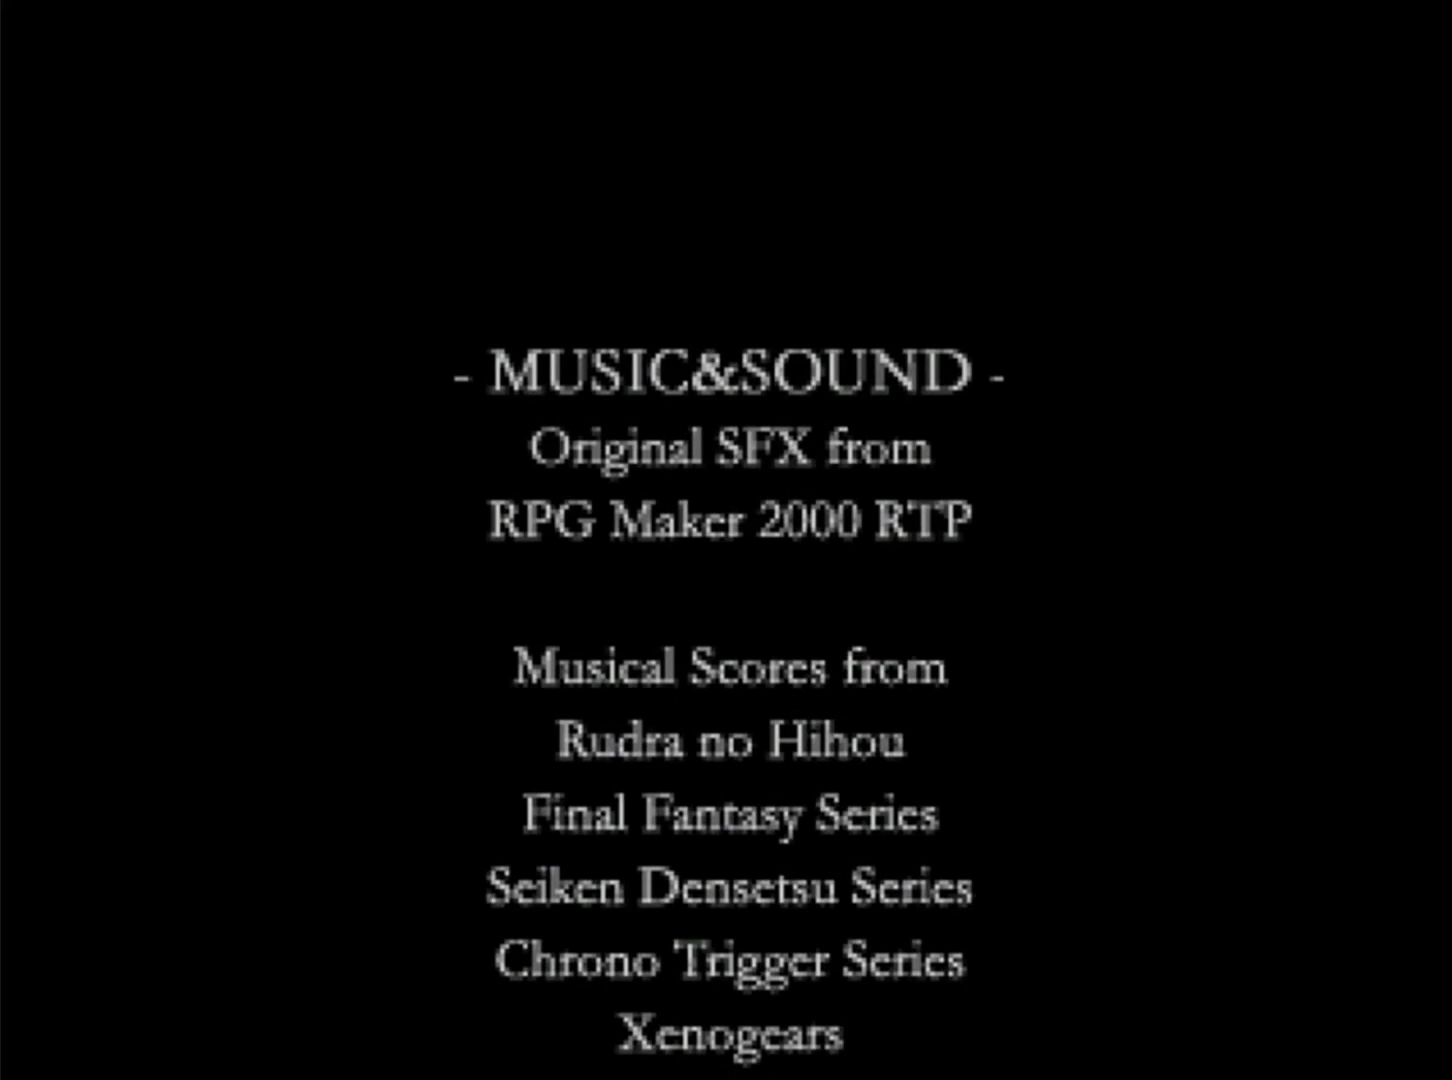 - MUSIC&SOUND -
Original SFX from
RPG Maker 2000 RTP
Musical Scores from
Rudra no Hihou
Final Fantasy Series
Seiken Densetsu Series
Chrono Trigger Series
Xenogears